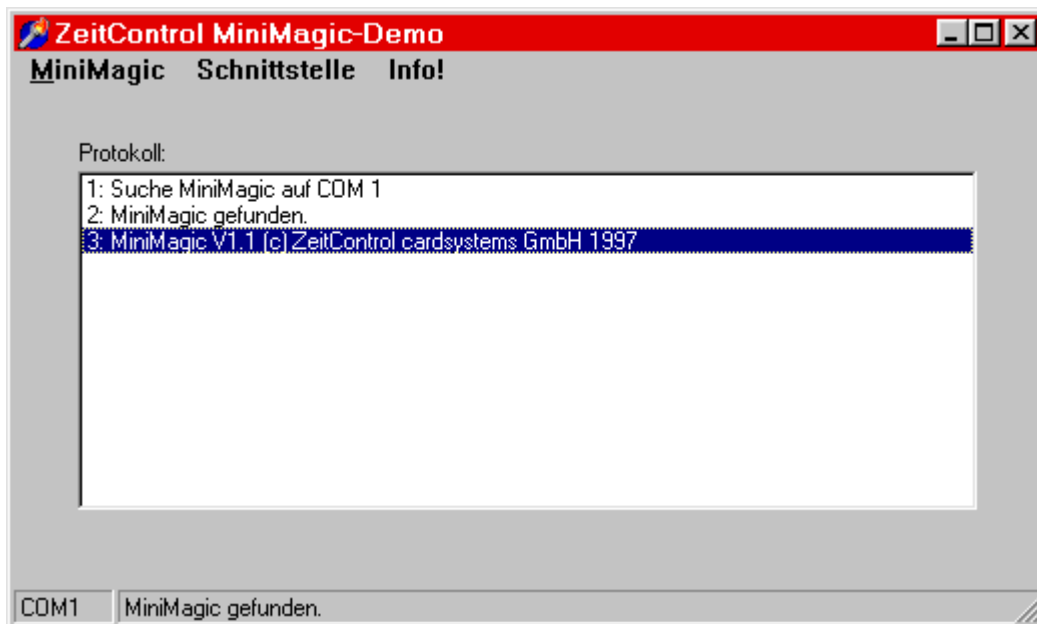 ZeitControl MiniMagic-Demo
MiniMagic Schnittstelle Info!
Protokoll:
1: Suche MiniMagic auf COM 1
2: MiniMagic gefunden.
3: MiniMagic V1.1 (c) ZeitControl cardsystems GmbH 1997
COM1 MiniMagic gefunden.